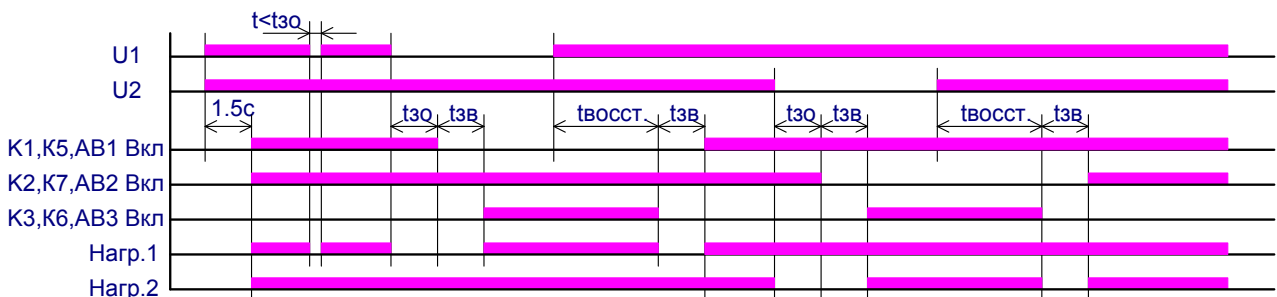 t<tзо
U1
U2
1.5с tзо tзв tвосст. tзв tзо tзв tвосст. tзв
К1,К5,АВ1 Вкл
К2,К7,АВ2 Вкл
К3,К6,АВ3 Вкл
Нагр.1
Нагр.2